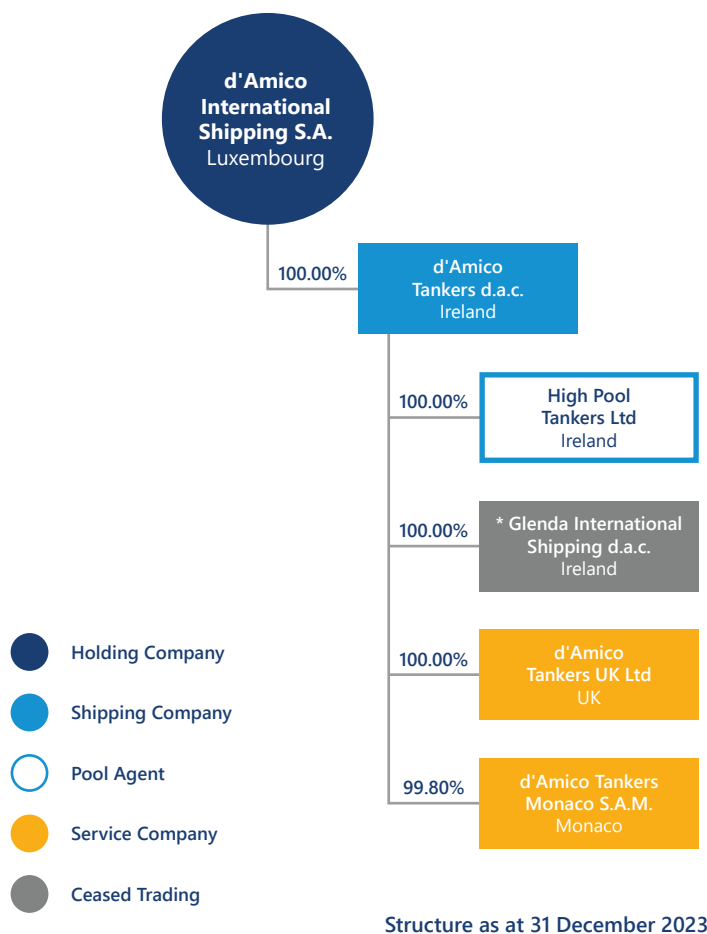 d'Amico
International
Shipping S.A.
Luxembourg
100.00%
d'Amico
Tankers d.a.c.
Ireland
100.00%
High Pool
Tankers Ltd
Ireland
100.00%
* Glenda International
Shipping d.a.c.
Ireland
100.00%
d'Amico
Tankers UK Ltd
UK
99.80%
d'Amico Tankers
Monaco S.A.M.
Monaco
Holding Company
Shipping Company
Pool Agent
Service Company
Ceased Trading
Structure as at 31 December 2023